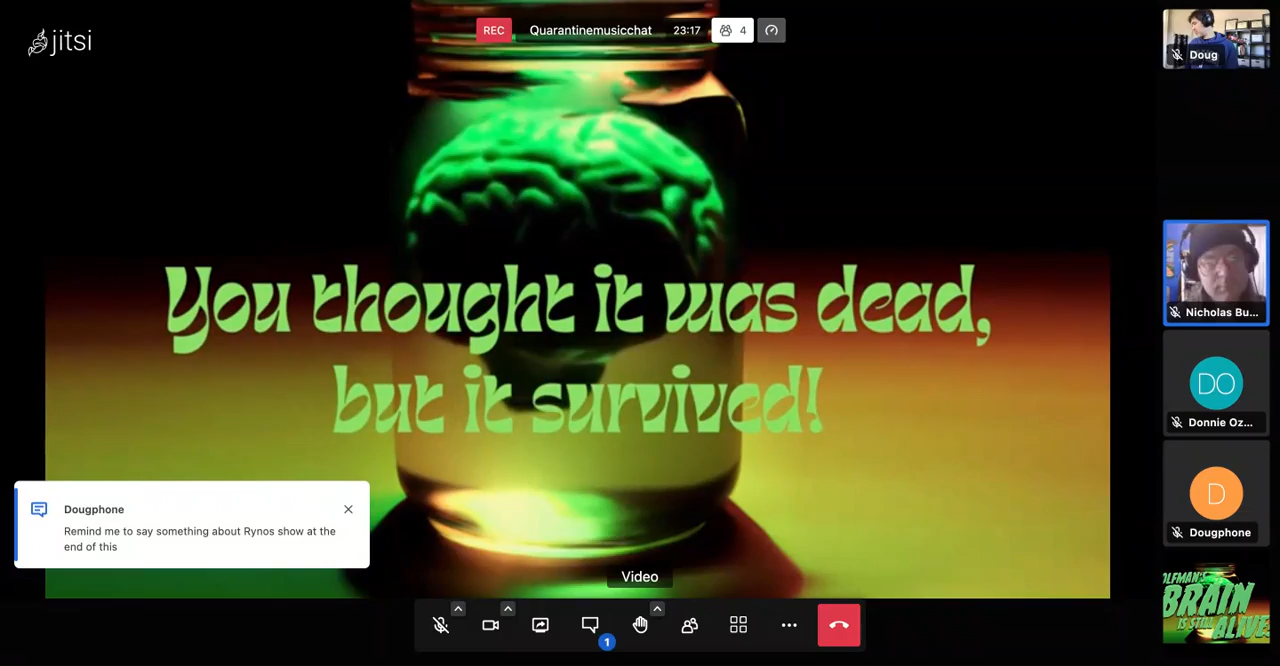 jitsi
REC
Quarantinemusicchat
23:17
4
Doug
You thought it was dead,
but it survived!
Nicholas Bu...
DO
Donnie Oz...
D
Dougphone
Dougphone
Remind me to say something about Rynos show at the
end of this
Video
1
OLFMAN'S
BRAIN
IS STILL
ALIVE